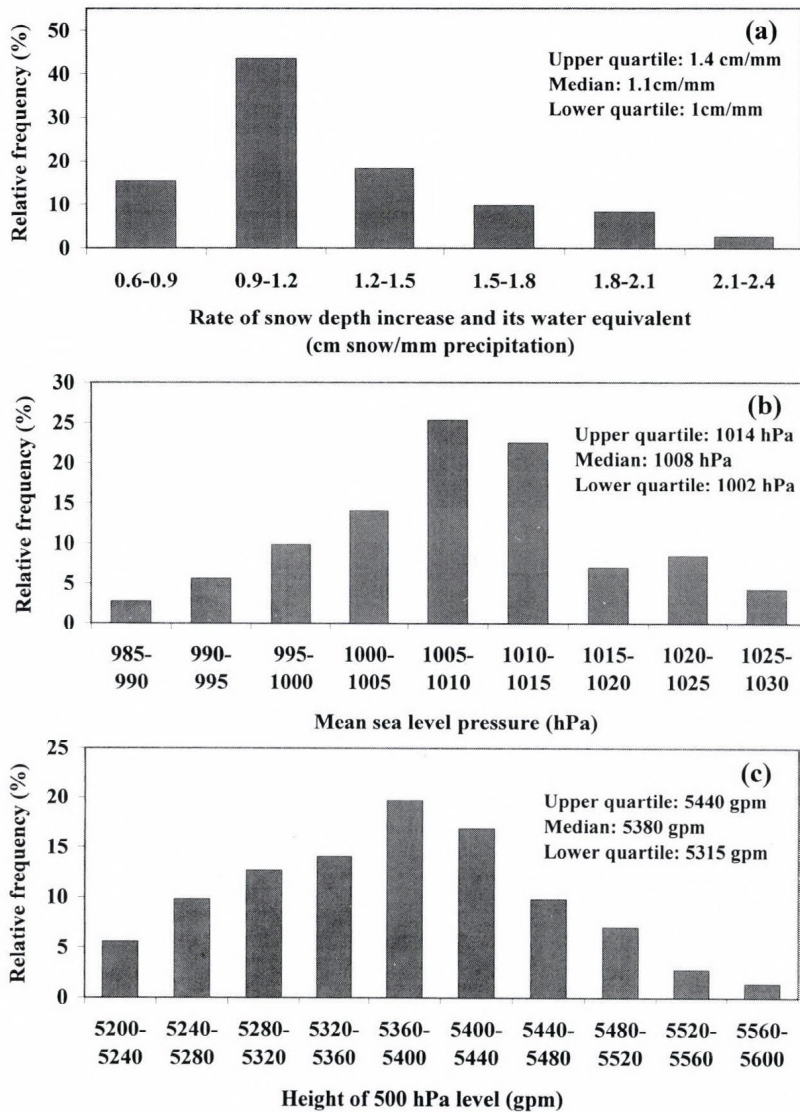 (a)
Upper quartile: 1.4 cm/mm
Median: 1.1cm/mm
Lower quartile: 1cm/mm
Relative frequency (%)
50
40
30
20
10
0
0.6-0.9 0.9-1.2 1.2-1.5 1.5-1.8 1.8-2.1 2.1-2.4
Rate of snow depth increase and its water equivalent
(cm snow/mm precipitation)
(b)
Upper quartile: 1014 hPa
Median: 1008 hPa
Lower quartile: 1002 hPa
Relative frequency (%)
30
25
20
15
10
5
0
985- 990- 995- 1000- 1005- 1010- 1015- 1020- 1025-
990 995 1000 1005 1010 1015 1020 1025 1030
Mean sea level pressure (hPa)
(c)
Upper quartile: 5440 gpm
Median: 5380 gpm
Lower quartile: 5315 gpm
Relative frequency (%)
25
20
15
10
5
0
5200- 5240- 5280- 5320- 5360- 5400- 5440- 5480- 5520- 5560-
5240 5280 5320 5360 5400 5440 5480 5520 5560 5600
Height of 500 hPa level (gpm)